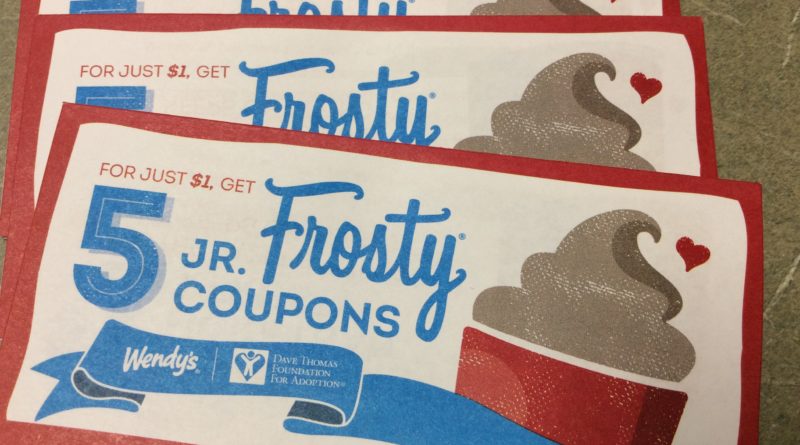 Frosty
FOR JUST $1, GET
Frosty®
FOR JUST $1, GET
5 JR. Frosty®
COUPONS
Wendy's®
DAVE THOMAS
FOUNDATION
FOR ADOPTION®